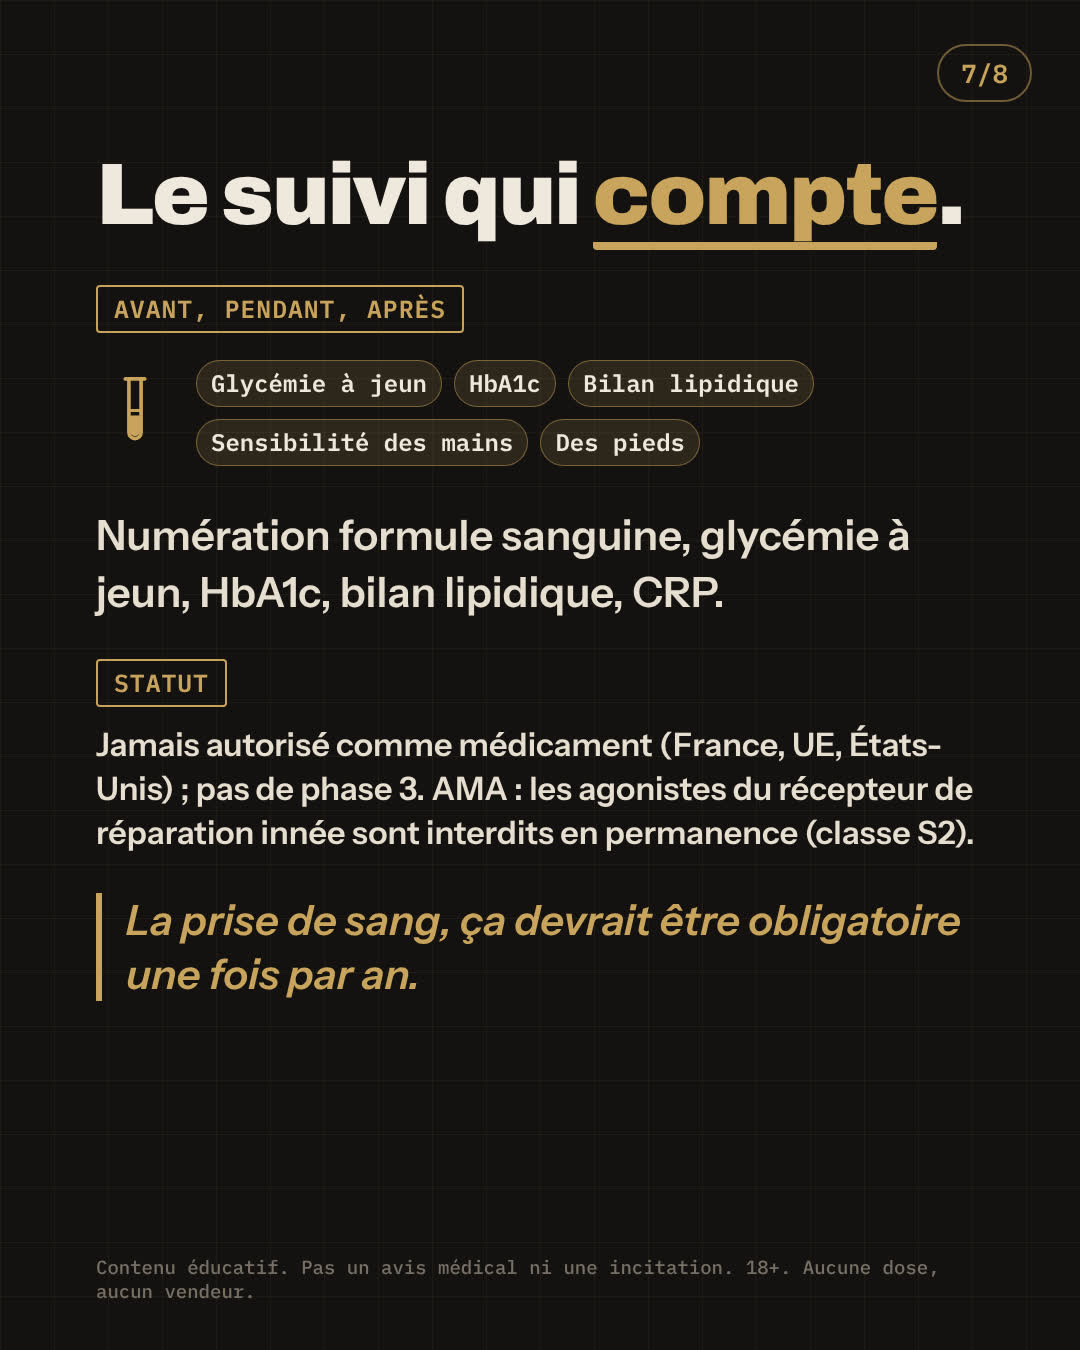 7/8
Le suivi qui compte.
AVANT, PENDANT, APRÈS
Glycémie à jeun HbA1c Bilan lipidique
Sensibilité des mains Des pieds
Numération formule sanguine, glycémie à
jeun, HbA1c, bilan lipidique, CRP.
STATUT
Jamais autorisé comme médicament (France, UE, États-
Unis) ; pas de phase 3. AMA : les agonistes du récepteur de
réparation innée sont interdits en permanence (classe S2).
La prise de sang, ça devrait être obligatoire
une fois par an.
Contenu éducatif. Pas un avis médical ni une incitation. 18+. Aucune dose,
aucun vendeur.